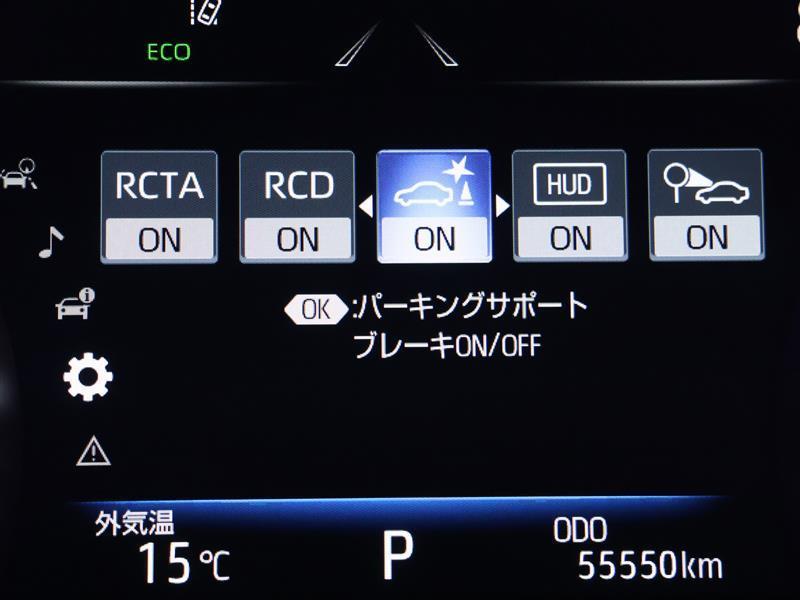 ECO
RCTA
ON
RCD
ON
ON
HUD
ON
ON
OK :パーキングサポート
ブレーキON/OFF
外気温
15℃
P
ODO
55550km